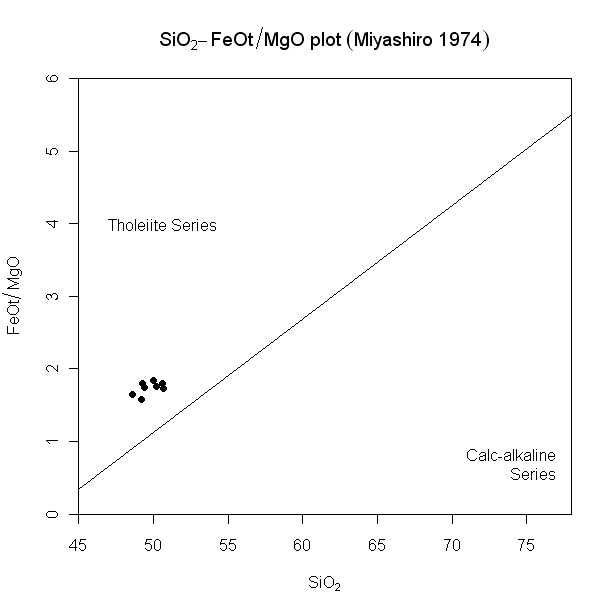 SiO₂– FeOt/MgO plot (Miyashiro 1974)
6
5
4
3
2
1
0
FeOt/MgO
Tholeiite Series
Calc-alkaline
Series
45 50 55 60 65 70 75
SiO₂